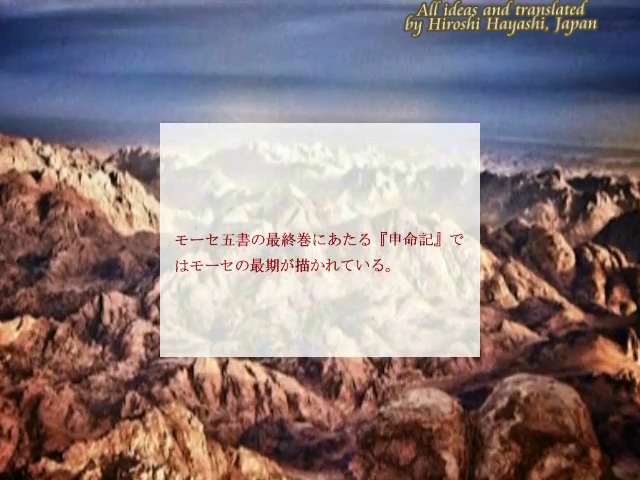 All ideas and translated
by Hiroshi Hayashi, Japan
モーセ五書の最終巻にあたる『申命記』で
はモーセの最期が描かれている。